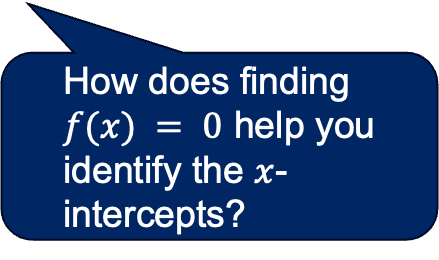 How does finding
𝑓(𝑥) = 0 help you
identify the 𝑥-
intercepts?